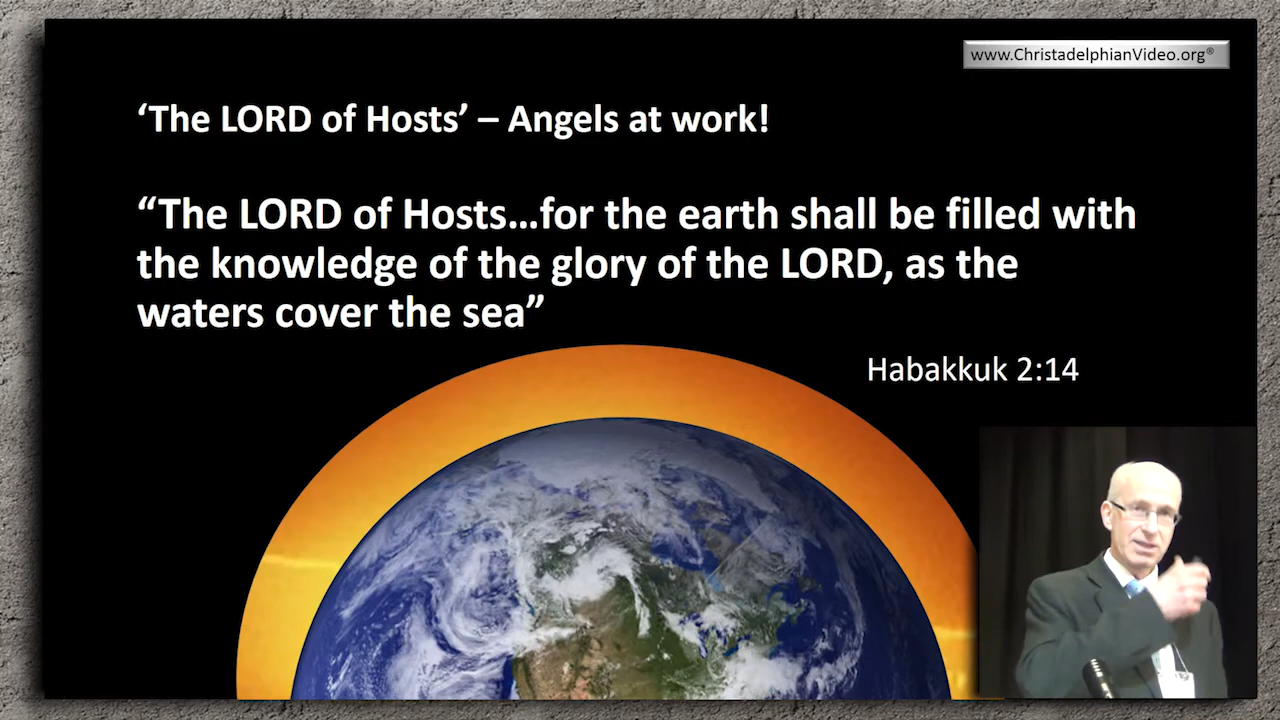 www.ChristadelphianVideo.org®
‘The LORD of Hosts’ – Angels at work!
“The LORD of Hosts…for the earth shall be filled with
the knowledge of the glory of the LORD, as the
waters cover the sea”
Habakkuk 2:14